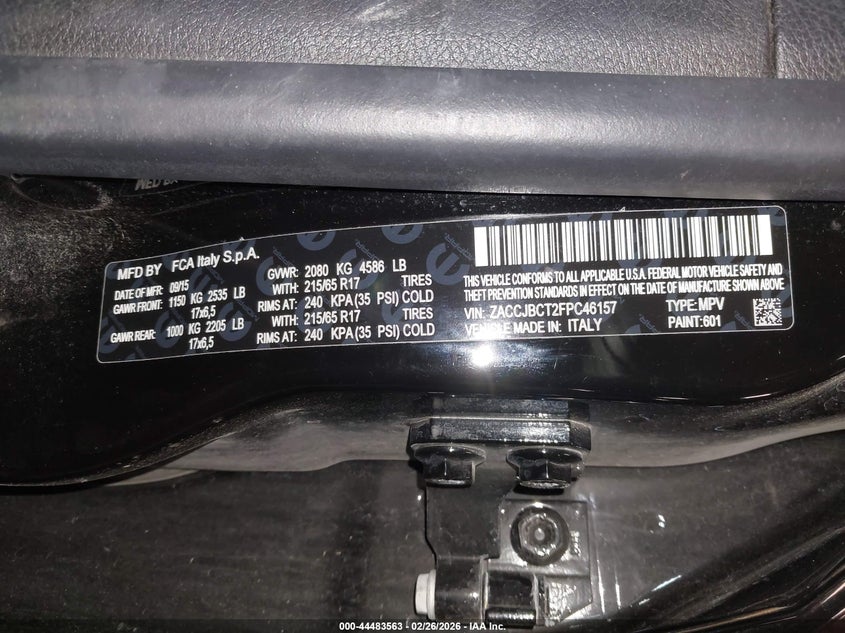 MFD BY FCA Italy S.p.A.
DATE OF MFR: 09/15 GVWR: 2080 KG 4586 LB
GAWR FRONT: 1150 KG 2535 LB WITH: 215/65 R17 TIRES
17x6,5 RIMS AT: 240 KPA (35 PSI) COLD
GAWR REAR: 1000 KG 2205 LB WITH: 215/65 R17 TIRES
17x6,5 RIMS AT: 240 KPA (35 PSI) COLD
THIS VEHICLE CONFORMS TO ALL APPLICABLE U.S.A. FEDERAL MOTOR VEHICLE SAFETY AND
THEFT PREVENTION STANDARDS IN EFFECT ON THE DATE OF MANUFACTURE SHOWN ABOVE.
VIN: ZACCJBCT2FPC46157 TYPE: MPV
VEHICLE MADE IN: ITALY PAINT: 601
000-44483563 - 02/26/2026 - IAA Inc.